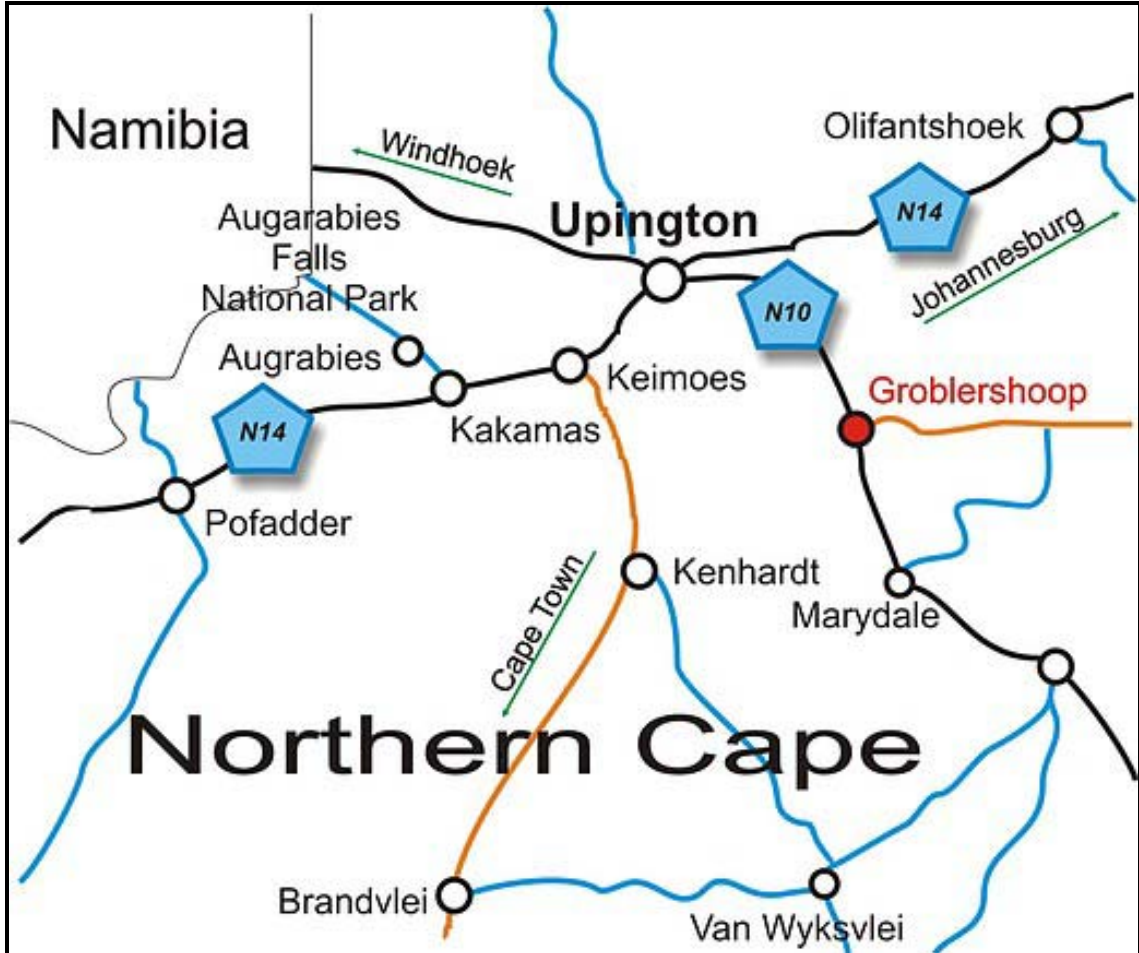 Namibia
Windhoek
Olifantshoek
N14
Augarabies
Falls
National Park
Upington
Johannesburg
N10
Augrabies
Keimoes
Groblershoop
Kakamas
N14
Pofadder
Kenhardt
Marydale
Cape Town
Northern Cape
Brandvlei
Van Wyksvlei